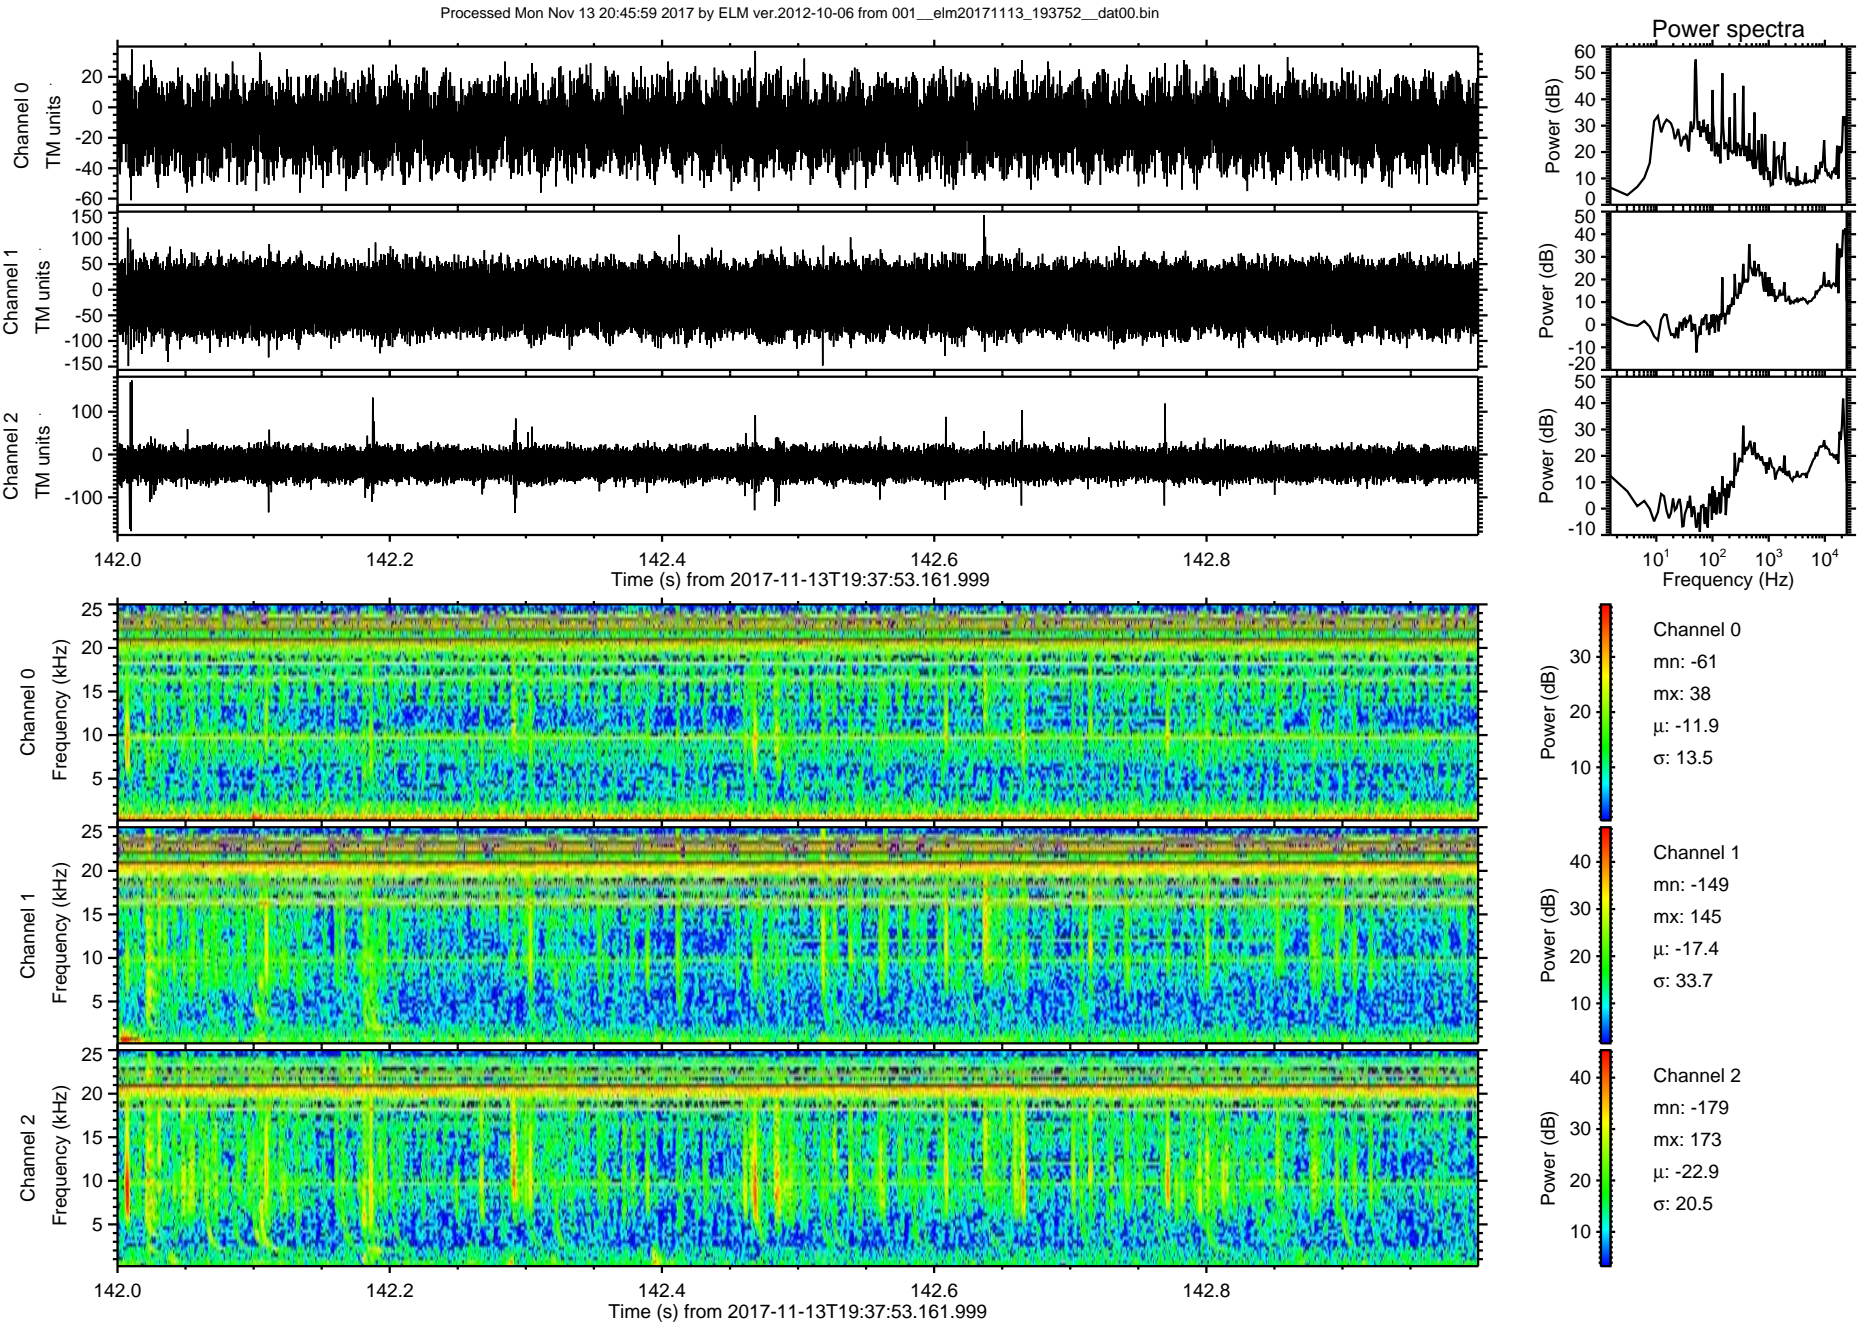 Processed Mon Nov 13 20:45:59 2017 by ELM ver.2012-10-06 from 001__elm20171113_193752__dat00.bin
Power spectra
Channel 0
TM units
20
0
-20
-40
-60
Power (dB)
60
50
40
30
20
10
0
Channel 1
TM units
150
100
50
0
-50
-100
-150
Power (dB)
50
40
30
20
10
0
-10
-20
Channel 2
TM units
100
0
-100
Power (dB)
50
40
30
20
10
0
-10
142.0 142.2 142.4 142.6 142.8
Time (s) from 2017-11-13T19:37:53.161.999
10^1 10^2 10^3 10^4
Frequency (Hz)
Channel 0
Frequency (kHz)
25
20
15
10
5
Power (dB)
30
20
10
Channel 0
mn: -61
mx: 38
μ: -11.9
σ: 13.5
Channel 1
Frequency (kHz)
25
20
15
10
5
Power (dB)
40
30
20
10
Channel 1
mn: -149
mx: 145
μ: -17.4
σ: 33.7
Channel 2
Frequency (kHz)
25
20
15
10
5
Power (dB)
40
30
20
10
Channel 2
mn: -179
mx: 173
μ: -22.9
σ: 20.5
142.0 142.2 142.4 142.6 142.8
Time (s) from 2017-11-13T19:37:53.161.999